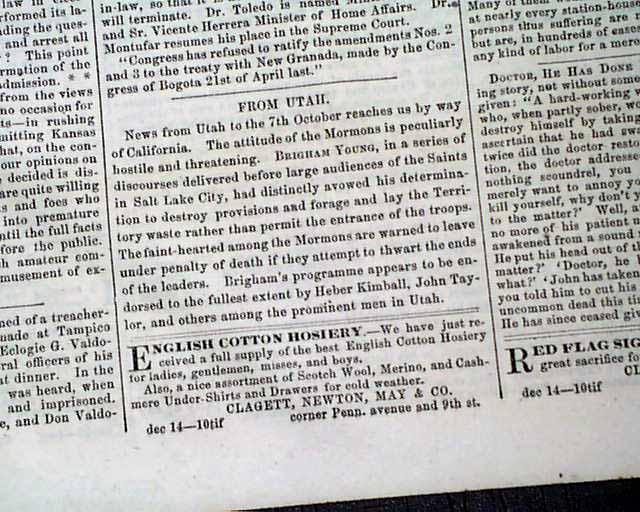 law in elec-
formed its la-
ding the ques-
and arrest all
? This point
rmation of the
dmission. * *
from the views
no occasion for
ts—in rushing
mitting Kansas
hat, on the con-
our opinions on
decided is dis-
are quite willing
s and foes who
into premature
ntil the full facts
fore the public.
h amateur com-
musement of ex-
ned of a treacher-
made at Tampico
Eclogie G. Valdo-
ral officers of his
at dinner. In the
was heard, when
and imprisoned.
e, and Don Valdo-
in-law, so that
will terminate. Dr. Toledo is named
and Sr. Vicente Herrera Minister of Home Affairs. Dr.
Montufar resumes his place in the Supreme Court.
"Congress has refused to ratify the amendments Nos. 2
and 3 to the treaty with New Granada, made by the Con-
gress of Bogota 21st of April last."
FROM UTAH.
News from Utah to the 7th October reaches us by way
of California. The attitude of the Mormons is peculiarly
hostile and threatening. BRIGHAM YOUNG, in a series of
discourses delivered before large audiences of the Saints
in Salt Lake City, had distinctly avowed his determina-
tion to destroy provisions and forage and lay the Terri-
tory waste rather than permit the entrance of the troops.
The faint-hearted among the Mormons are warned to leave
under penalty of death if they attempt to thwart the ends
of the leaders. Brigham's programme appears to be en-
dorsed to the fullest extent by Heber Kimball, John Tay-
lor, and others among the prominent men in Utah.
ENGLISH COTTON HOSIERY.—We have just re-
ceived a full supply of the best English Cotton Hosiery
for ladies, gentlemen, misses, and boys.
Also, a nice assortment of Scotch Wool, Merino, and Cash-
mere Under-Shirts and Drawers for cold weather.
CLAGETT, NEWTON, MAY & CO.
dec 14—10tif corner Penn. avenue and 9th st.
Many of them
at nearly every station-hous
persons thus suffering are
but are, in hundreds of case
any kind of labor for a mere
DOCTOR, HE HAS DONE
ing story, not without som
given: "A hard-working
who, when partly sober, w
destroy himself by taking
ascertain that he had sw
twice did the doctor resto
tion, the doctor addresse
nothing scoundrel, you
merely want to annoy yo
kill yourself, why don't y
to the matter?' Well, a
no more of his patient
awakened from a sound
He put his head out of t
matter?' 'Doctor, he
what?' 'John has taken
you told him to cut his
uncommon dead this ti
He has since ceased giv
RED FLAG SIG
great sacrifice fo
CL
dec 14—10tif